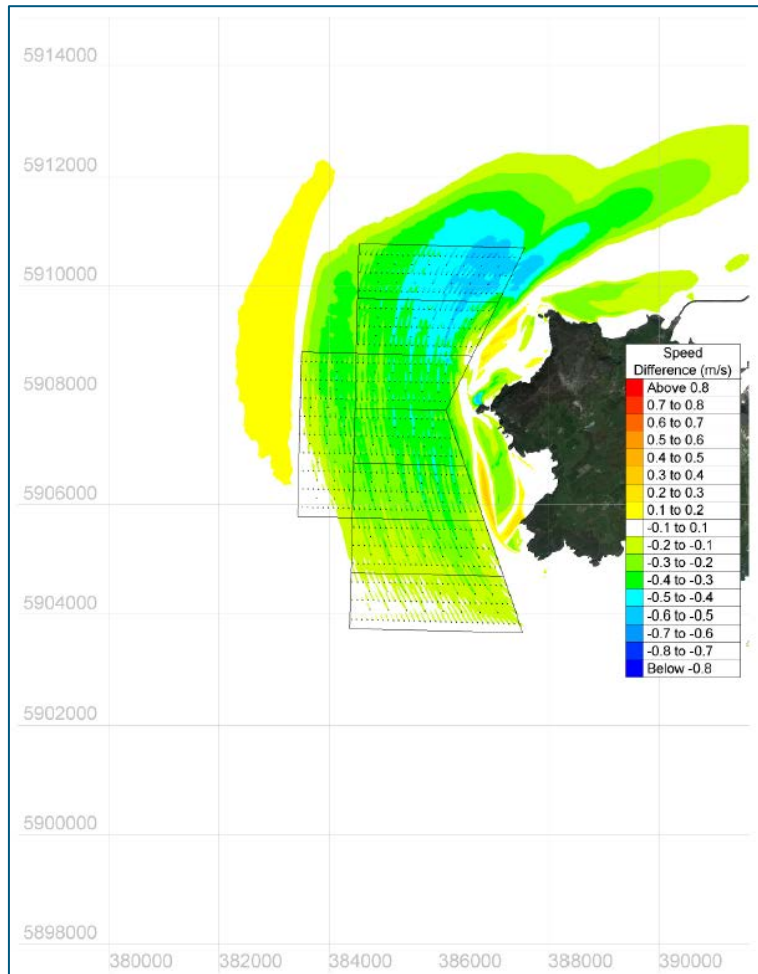 5914000
5912000
5910000
5908000
5906000
5904000
5902000
5900000
5898000
380000 382000 384000 386000 388000 390000
Speed
Difference (m/s)
Above 0.8
0.7 to 0.8
0.6 to 0.7
0.5 to 0.6
0.4 to 0.5
0.3 to 0.4
0.2 to 0.3
0.1 to 0.2
-0.1 to 0.1
-0.2 to -0.1
-0.3 to -0.2
-0.4 to -0.3
-0.5 to -0.4
-0.6 to -0.5
-0.7 to -0.6
-0.8 to -0.7
Below -0.8